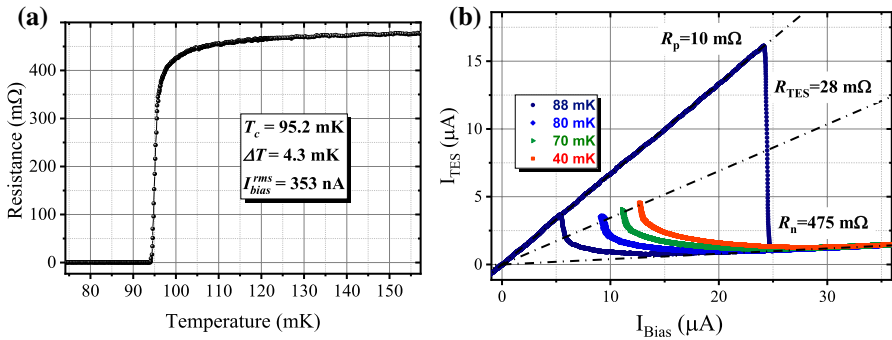 (a)
400
300
200
100
0
Resistance (mΩ)
T_c = 95.2 mK
ΔT = 4.3 mK
I_bias^rms = 353 nA
80 90 100 110 120 130 140 150
Temperature (mK)
(b)
15
10
5
0
I_TES (μA)
R_p=10 mΩ
R_TES=28 mΩ
88 mK
80 mK
70 mK
40 mK
R_n=475 mΩ
0 10 20 30
I_Bias (μA)